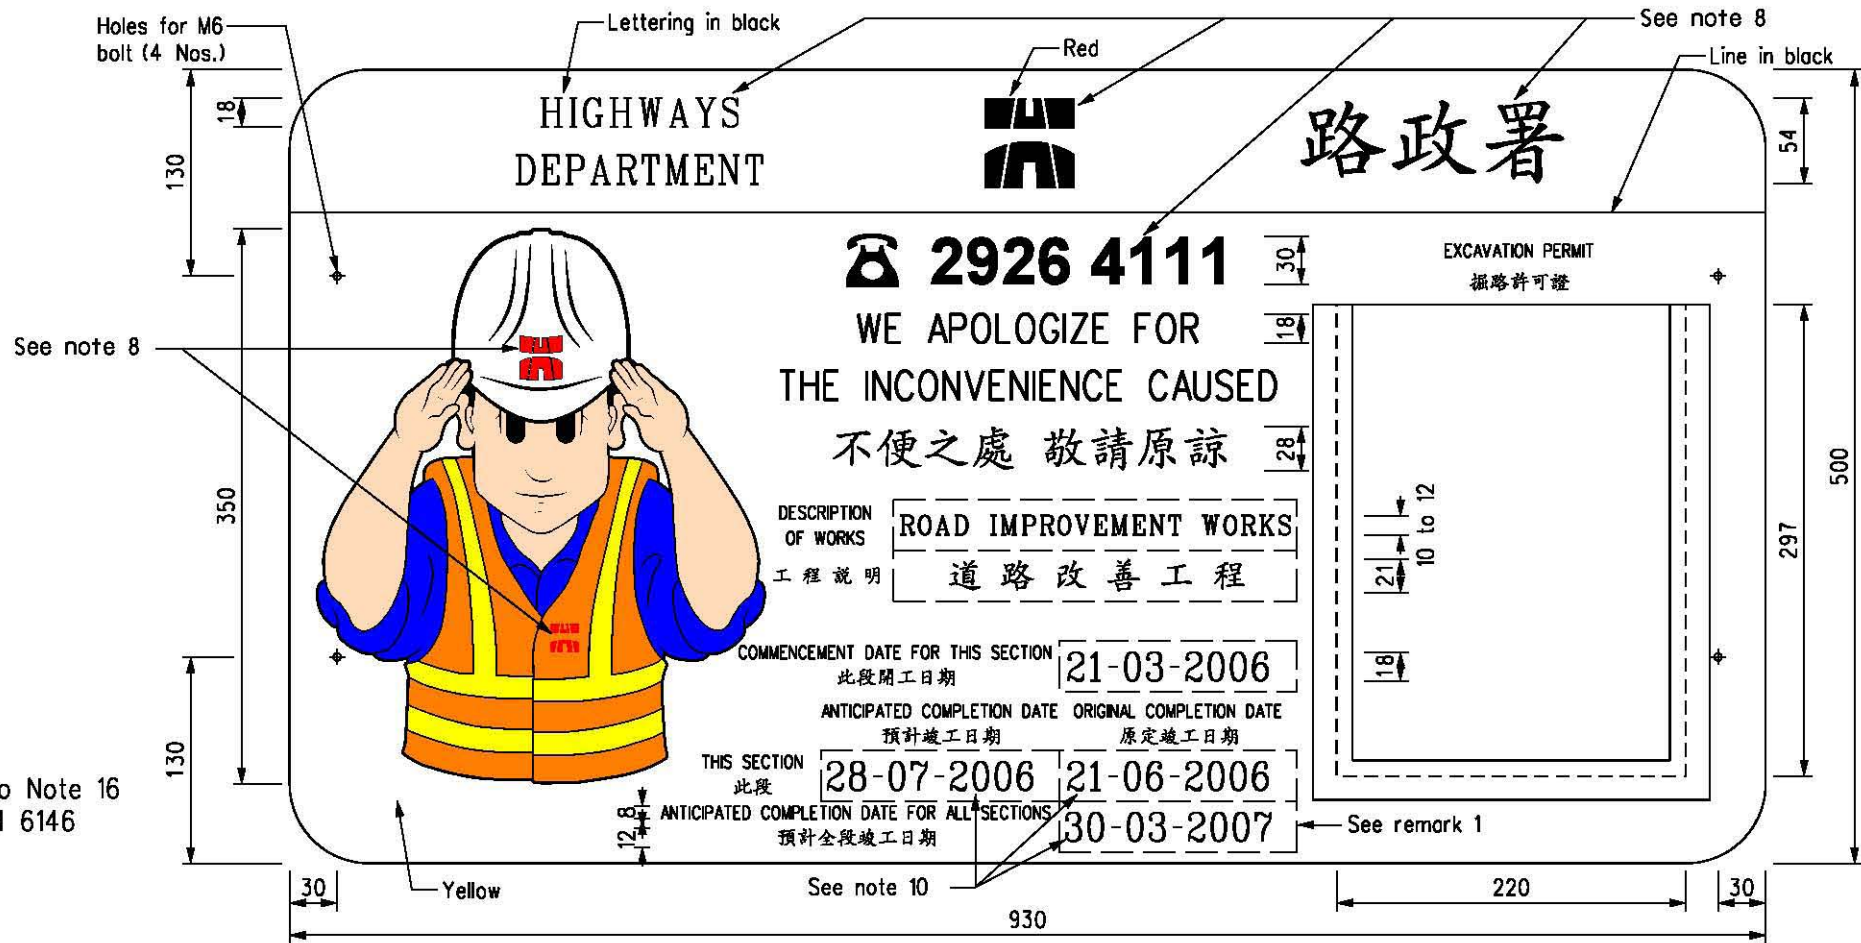 Holes for M6
bolt (4 Nos.)
Lettering in black
Red
See note 8
Line in black
HIGHWAYS
DEPARTMENT
路政署
18
130
54
2926 4111
30
EXCAVATION PERMIT
掘路許可證
WE APOLOGIZE FOR
18
THE INCONVENIENCE CAUSED
不便之處 敬請原諒
28
See note 8
350
500
297
DESCRIPTION
OF WORKS
工程説明
ROAD IMPROVEMENT WORKS
道路改善工程
10 to 12
21
18
COMMENCEMENT DATE FOR THIS SECTION
此段開工日期
21-03-2006
ANTICIPATED COMPLETION DATE
預計竣工日期
ORIGINAL COMPLETION DATE
原定竣工日期
THIS SECTION
此段
28-07-2006
21-06-2006
ANTICIPATED COMPLETION DATE FOR ALL SECTIONS
預計全段竣工日期
30-03-2007
See remark 1
8
12
130
o Note 16
6146
30
Yellow
See note 10
220
30
930